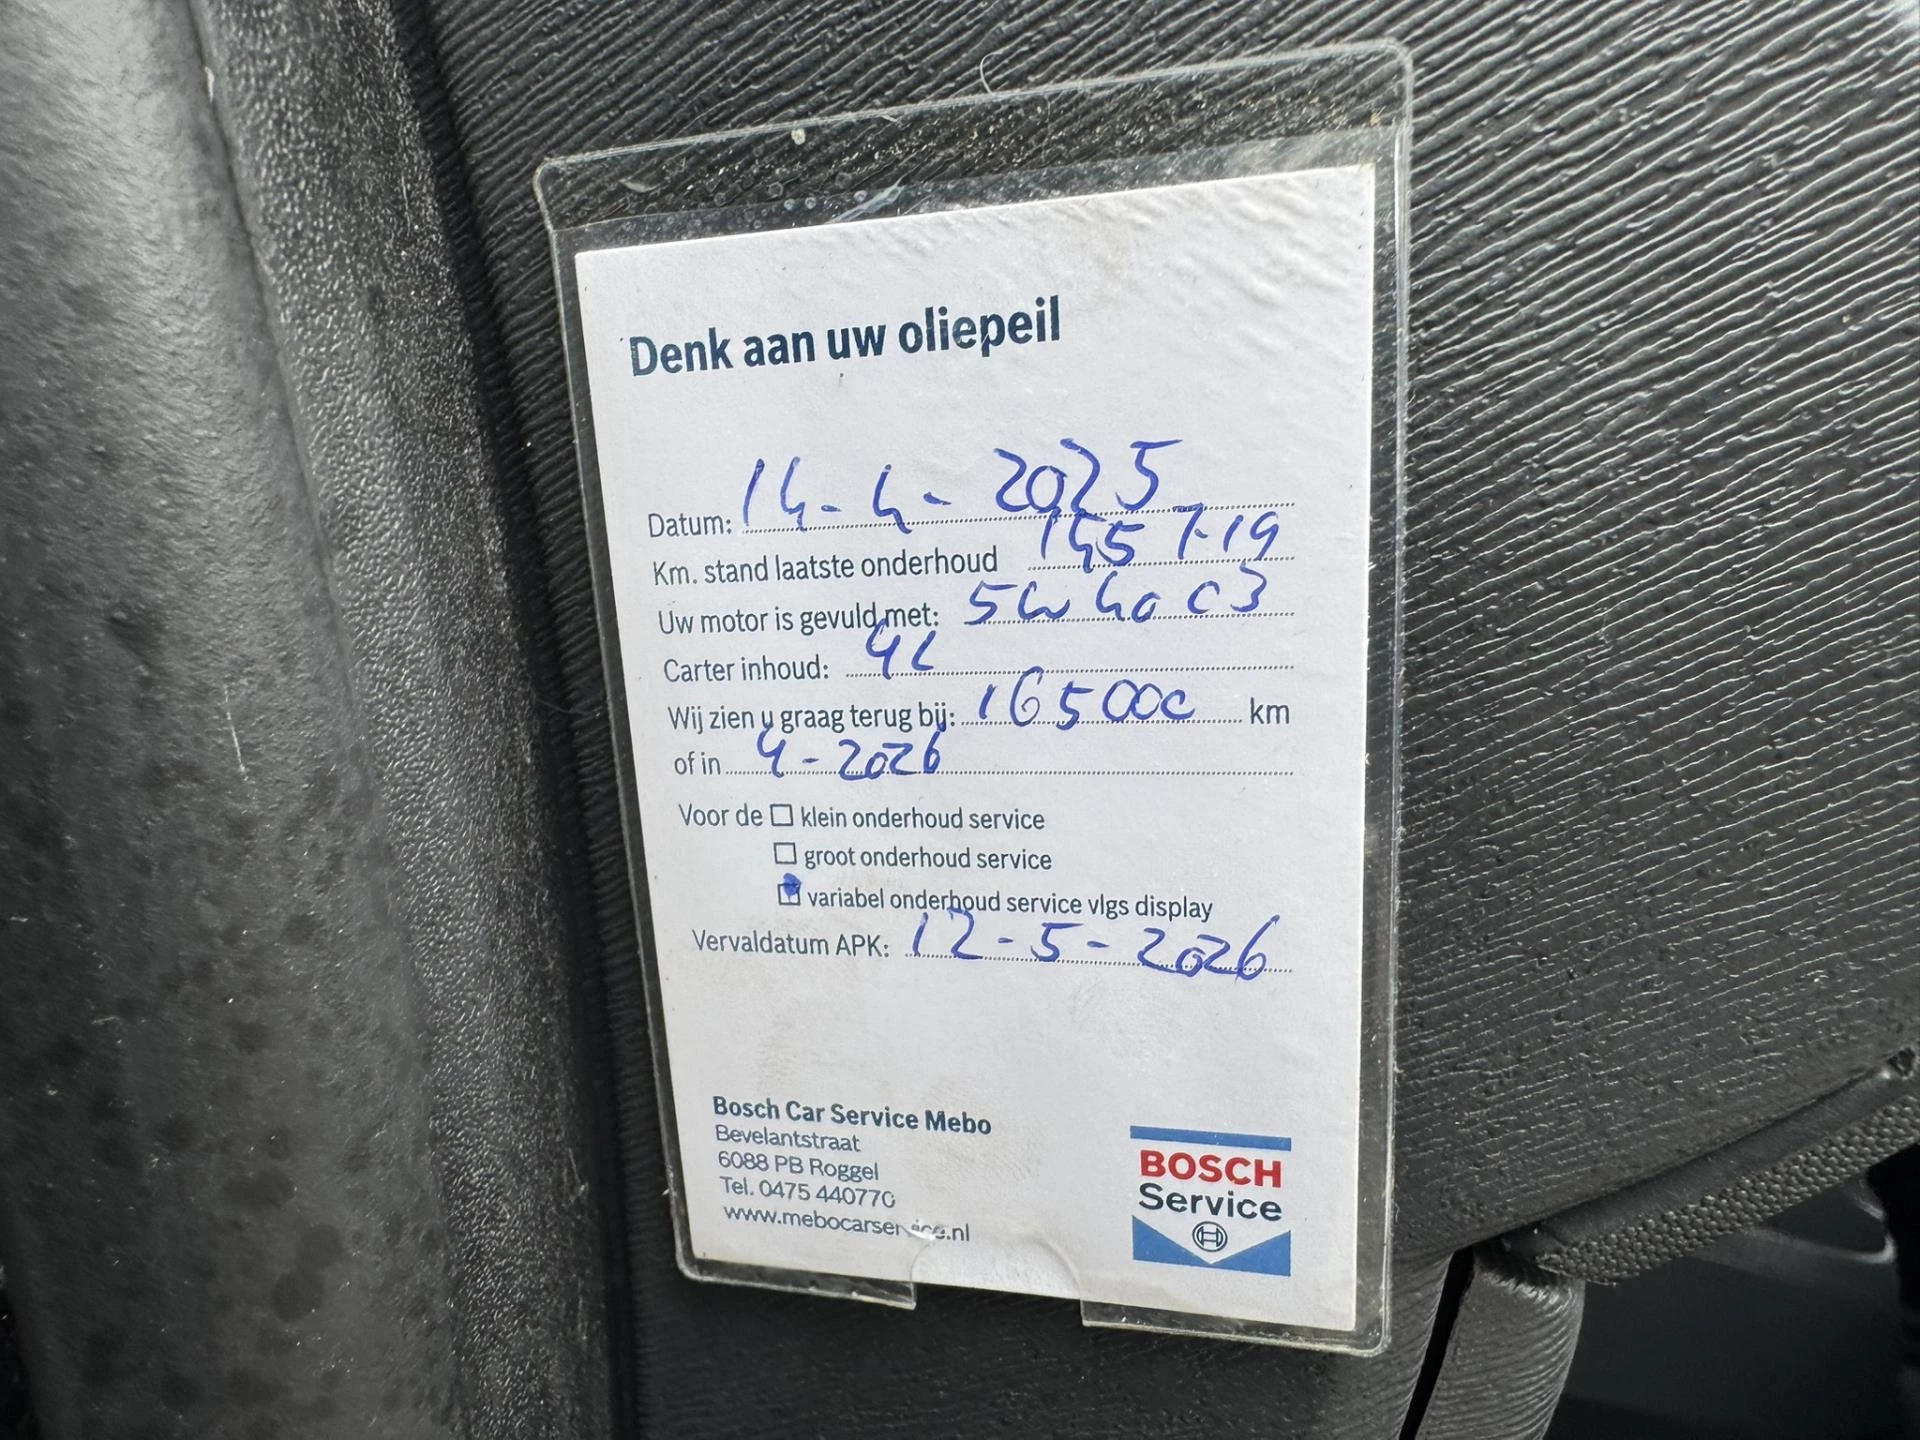 Denk aan uw oliepeil
Datum: 14-4-2025
Km. stand laatste onderhoud 145719
Uw motor is gevuld met: 5W40 C3
Carter inhoud: 4L
Wij zien u graag terug bij: 165000 km
of in 4-2026
Voor de ☐ klein onderhoud service
☐ groot onderhoud service
☑ variabel onderhoud service vlgs display
Vervaldatum APK: 12-5-2026
Bosch Car Service Mebo
Bevelantstraat
6088 PB Roggel
Tel. 0475 440770
www.mebocarservice.nl
BOSCH
Service